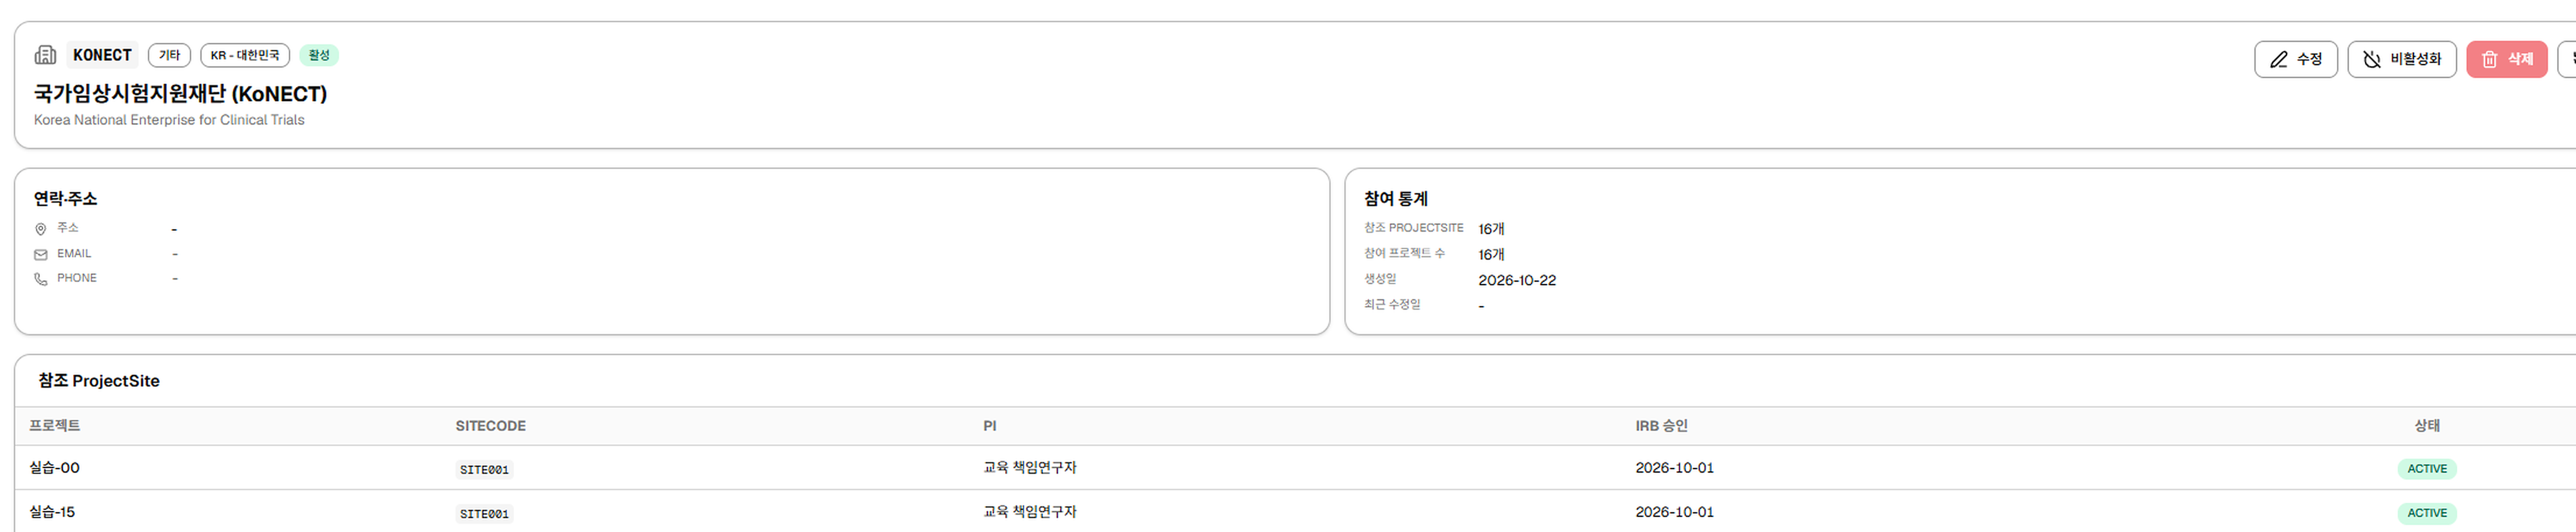 KONECT 기타 KR - 대한민국 활성 수정 비활성화 삭제
국가임상시험지원재단 (KoNECT)
Korea National Enterprise for Clinical Trials
연락·주소
주소 -
EMAIL -
PHONE -
참여 통계
참조 PROJECTSITE 16개
참여 프로젝트 수 16개
생성일 2026-10-22
최근 수정일 -
참조 ProjectSite
프로젝트 SITECODE PI IRB 승인 상태
실습-00 SITE001 교육 책임연구자 2026-10-01 ACTIVE
실습-15 SITE001 교육 책임연구자 2026-10-01 ACTIVE